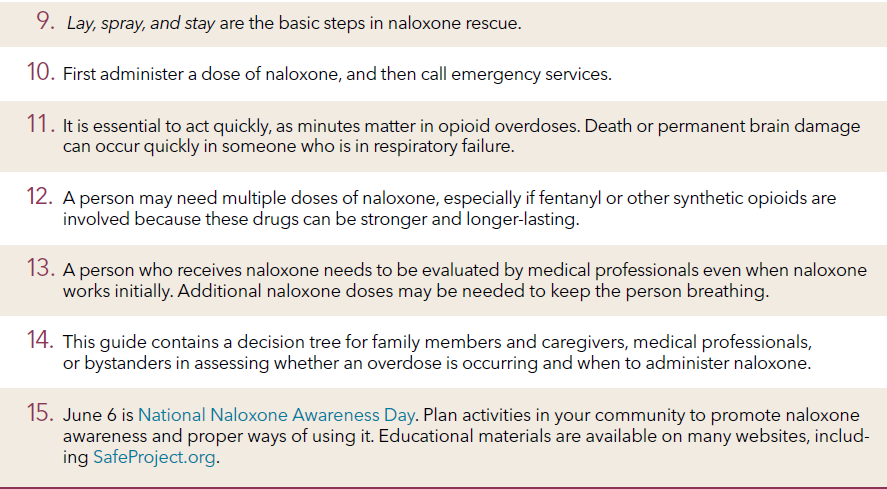 9. Lay, spray, and stay are the basic steps in naloxone rescue.
10. First administer a dose of naloxone, and then call emergency services.
11. It is essential to act quickly, as minutes matter in opioid overdoses. Death or permanent brain damage
can occur quickly in someone who is in respiratory failure.
12. A person may need multiple doses of naloxone, especially if fentanyl or other synthetic opioids are
involved because these drugs can be stronger and longer-lasting.
13. A person who receives naloxone needs to be evaluated by medical professionals even when naloxone
works initially. Additional naloxone doses may be needed to keep the person breathing.
14. This guide contains a decision tree for family members and caregivers, medical professionals,
or bystanders in assessing whether an overdose is occurring and when to administer naloxone.
15. June 6 is National Naloxone Awareness Day. Plan activities in your community to promote naloxone
awareness and proper ways of using it. Educational materials are available on many websites, includ-
ing SafeProject.org.